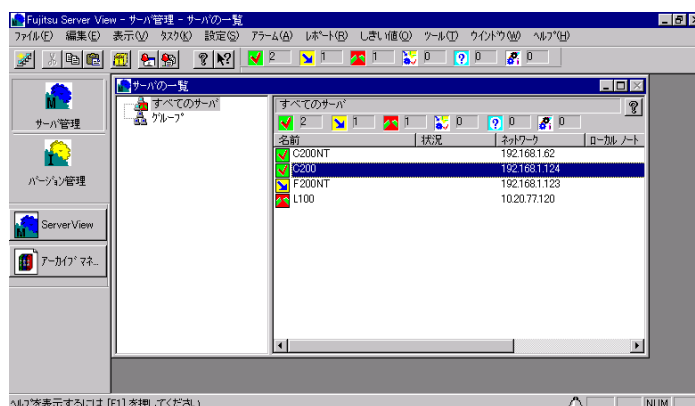 Fujitsu Server View - サーバ管理 - サーバの一覧
ファイル(F) 編集(E) 表示(V) タスク(K) 設定(S) アラーム(A) レポート(R) しきい値(Q) ツール(T) ウインドウ(W) ヘルプ(H)
2 1 1 0 0 0
サーバ管理
バージョン管理
ServerView
アーカイブ マネ...
サーバの一覧
すべてのサーバ
グループ
すべてのサーバ
2 1 1 0 0 0
名前 状況 ネットワーク ローカル ノート
C200NT 192.168.1.62
C200 192.168.1.124
F200NT 192.168.1.123
L100 10.20.77.120
ヘルプを表示するには [F1] を押してください。
NUM